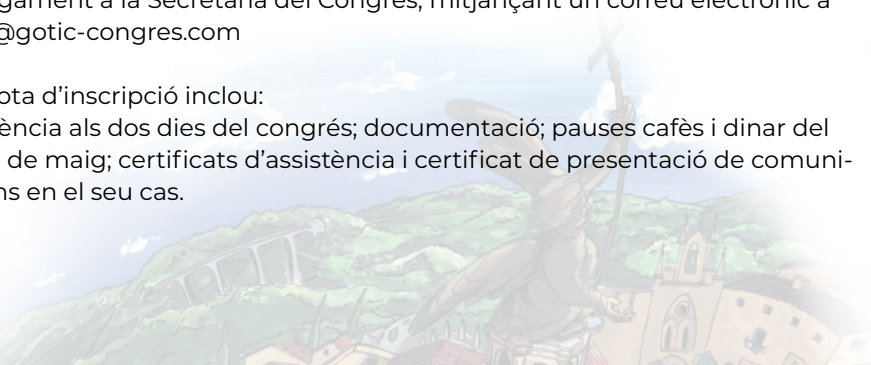 gament a la Secretaria del Congrés, mitjançant un correu electrònic a
@gotic-congres.com
ota d’inscripció inclou:
ència als dos dies del congrés; documentació; pauses cafès i dinar del
de maig; certificats d’assistència i certificat de presentació de comuni-
ns en el seu cas.